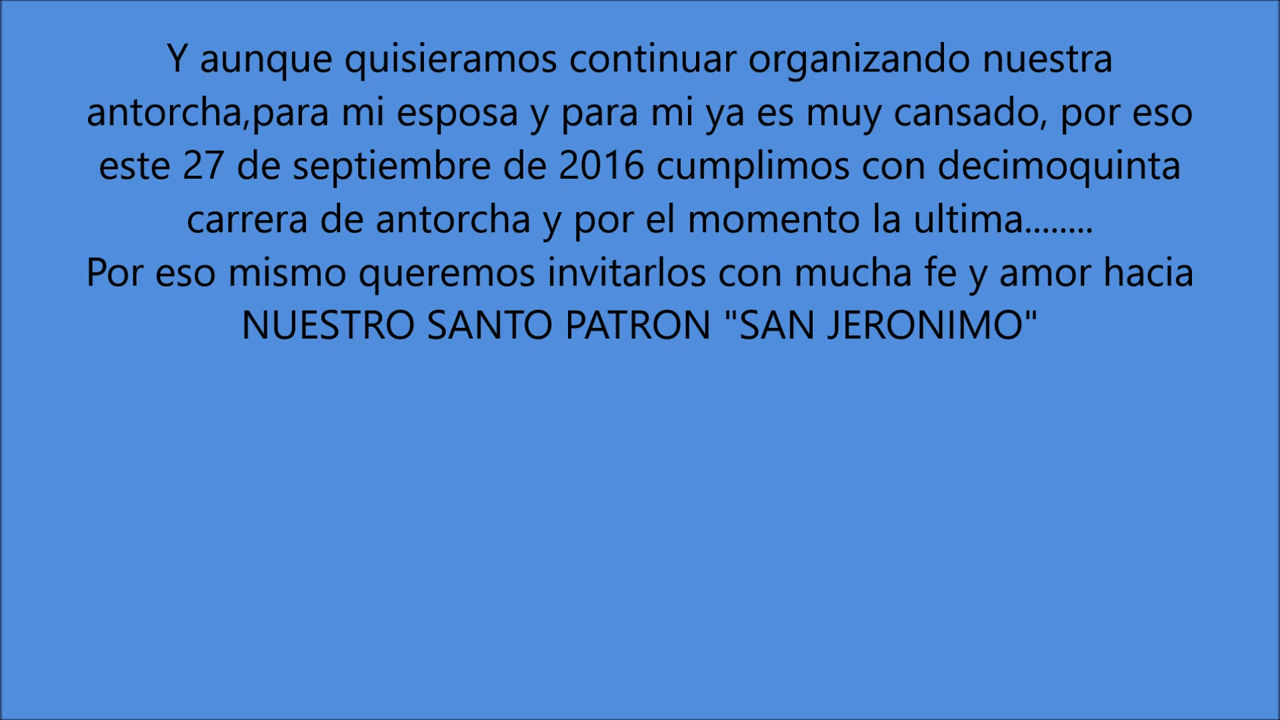 Y aunque quisieramos continuar organizando nuestra
antorcha,para mi esposa y para mi ya es muy cansado, por eso
este 27 de septiembre de 2016 cumplimos con decimoquinta
carrera de antorcha y por el momento la ultima........
Por eso mismo queremos invitarlos con mucha fe y amor hacia
NUESTRO SANTO PATRON "SAN JERONIMO"